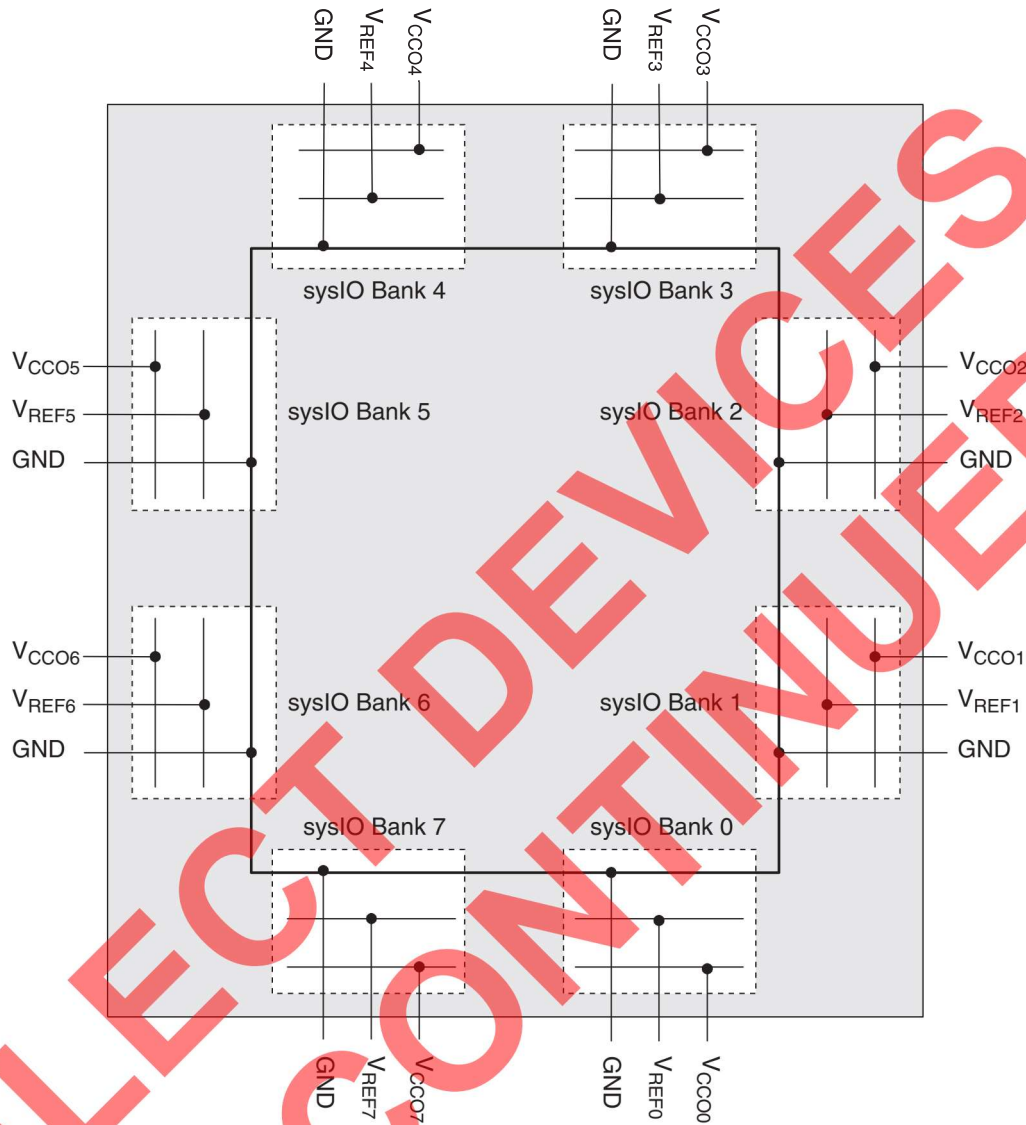 GND VREF4 VCCO4 GND VREF3 VCCO3
sysIO Bank 4 sysIO Bank 3
VCCO5 VCCO2
VREF5 sysIO Bank 5 sysIO Bank 2 VREF2
GND GND
VCCO6 VCCO1
VREF6 sysIO Bank 6 sysIO Bank 1 VREF1
GND GND
sysIO Bank 7 sysIO Bank 0
GND VREF7 VCCO7 GND VREF0 VCCO0
LECT DEVICES
CONTINUE